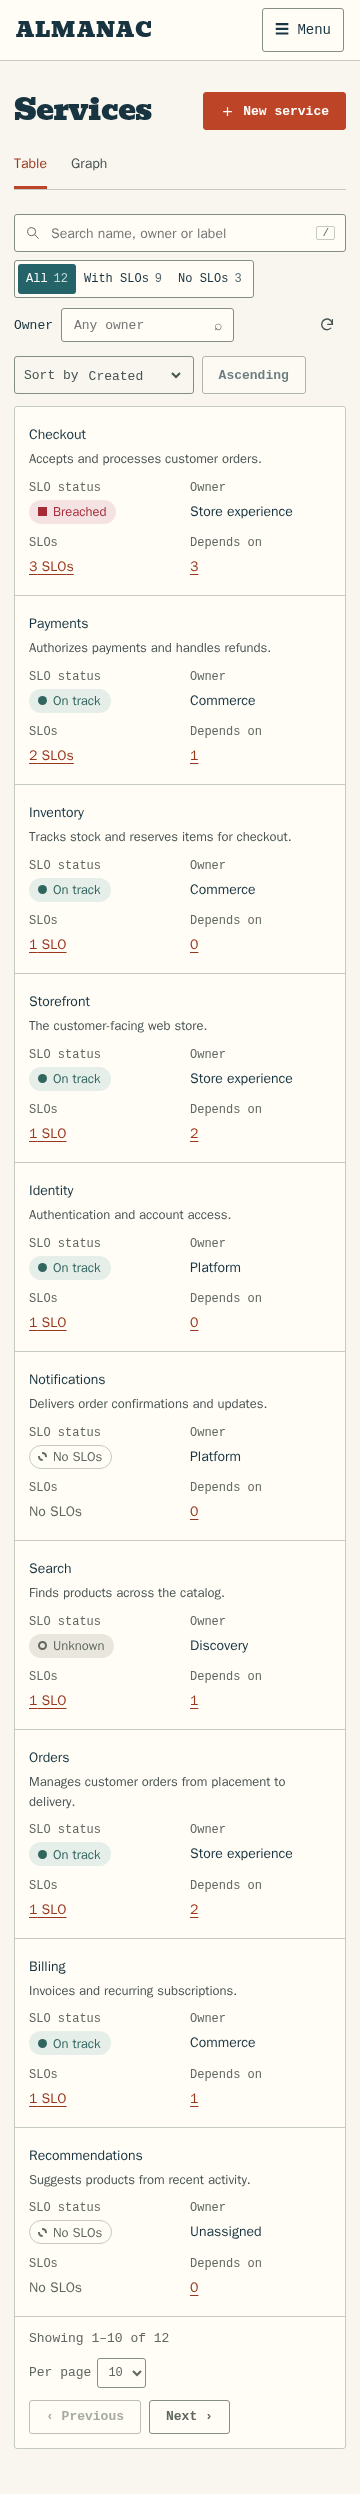 ALMANAC
☰ Menu
Services
+ New service
Table Graph
Search name, owner or label /
All 12 With SLOs 9 No SLOs 3
Owner Any owner
Sort by Created Ascending
Checkout
Accepts and processes customer orders.
SLO status Owner
Breached Store experience
SLOs Depends on
3 SLOs 3
Payments
Authorizes payments and handles refunds.
SLO status Owner
On track Commerce
SLOs Depends on
2 SLOs 1
Inventory
Tracks stock and reserves items for checkout.
SLO status Owner
On track Commerce
SLOs Depends on
1 SLO 0
Storefront
The customer-facing web store.
SLO status Owner
On track Store experience
SLOs Depends on
1 SLO 2
Identity
Authentication and account access.
SLO status Owner
On track Platform
SLOs Depends on
1 SLO 0
Notifications
Delivers order confirmations and updates.
SLO status Owner
No SLOs Platform
SLOs Depends on
No SLOs 0
Search
Finds products across the catalog.
SLO status Owner
Unknown Discovery
SLOs Depends on
1 SLO 1
Orders
Manages customer orders from placement to
delivery.
SLO status Owner
On track Store experience
SLOs Depends on
1 SLO 2
Billing
Invoices and recurring subscriptions.
SLO status Owner
On track Commerce
SLOs Depends on
1 SLO 1
Recommendations
Suggests products from recent activity.
SLO status Owner
No SLOs Unassigned
SLOs Depends on
No SLOs 0
Showing 1–10 of 12
Per page 10
‹ Previous Next ›